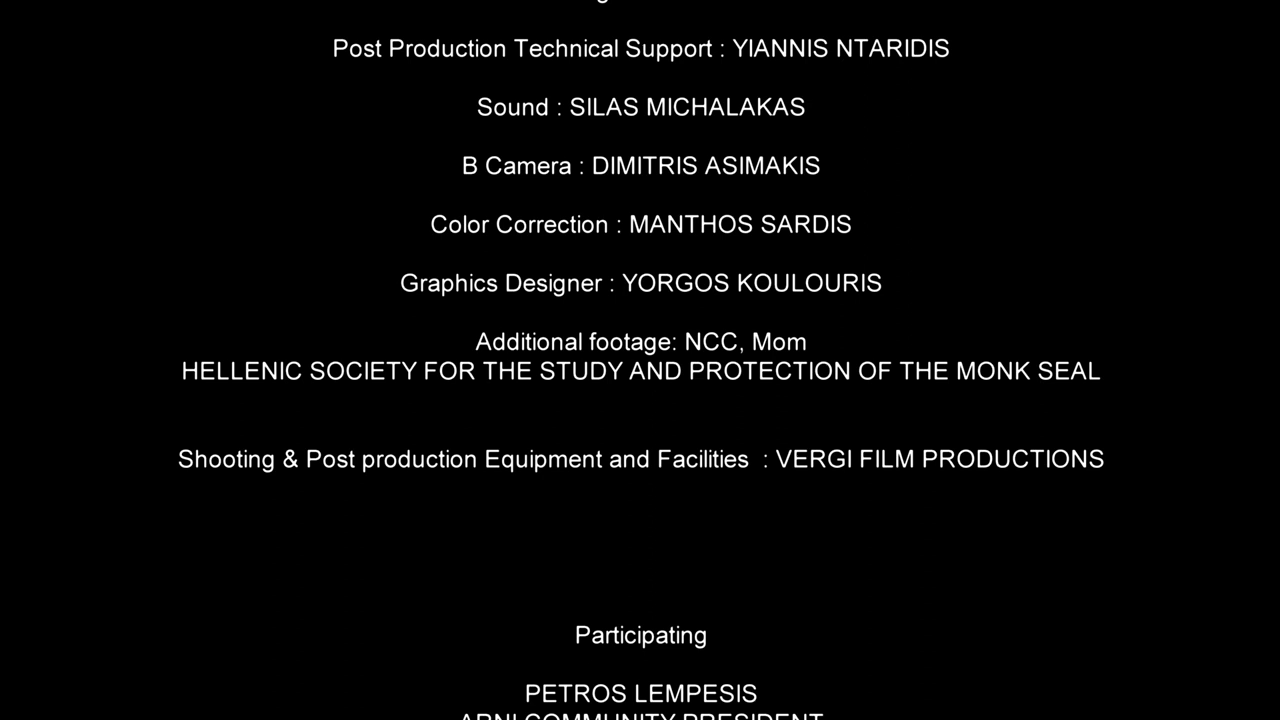 Post Production Technical Support : YIANNIS NTARIDIS
Sound : SILAS MICHALAKAS
B Camera : DIMITRIS ASIMAKIS
Color Correction : MANTHOS SARDIS
Graphics Designer : YORGOS KOULOURIS
Additional footage: NCC, Mom
HELLENIC SOCIETY FOR THE STUDY AND PROTECTION OF THE MONK SEAL
Shooting & Post production Equipment and Facilities : VERGI FILM PRODUCTIONS
Participating
PETROS LEMPESIS
COMMUNITY PRESIDENT